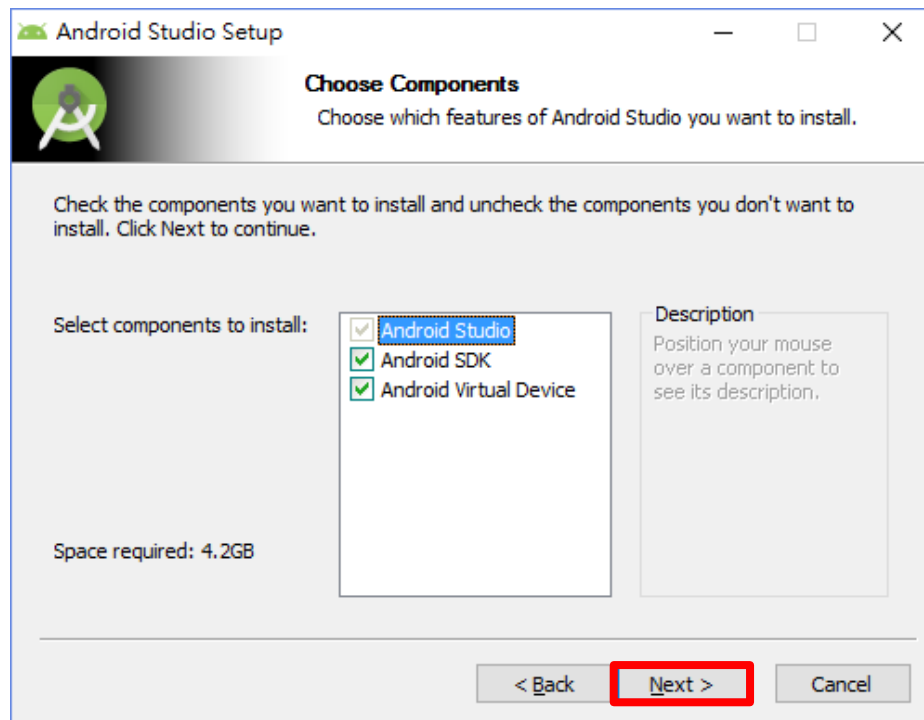 Android Studio Setup
Choose Components
Choose which features of Android Studio you want to install.
Check the components you want to install and uncheck the components you don't want to
install. Click Next to continue.
Select components to install:
Android Studio
Android SDK
Android Virtual Device
Description
Position your mouse
over a component to
see its description.
Space required: 4.2GB
< Back
Next >
Cancel